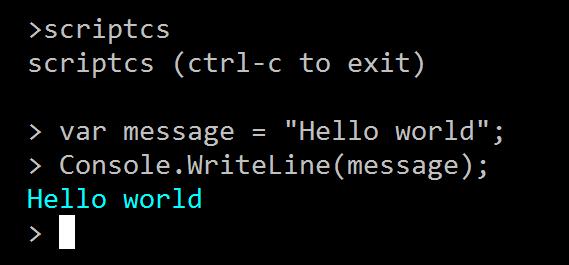 >scriptcs
scriptcs (ctrl-c to exit)
> var message = "Hello world";
> Console.WriteLine(message);
Hello world
>